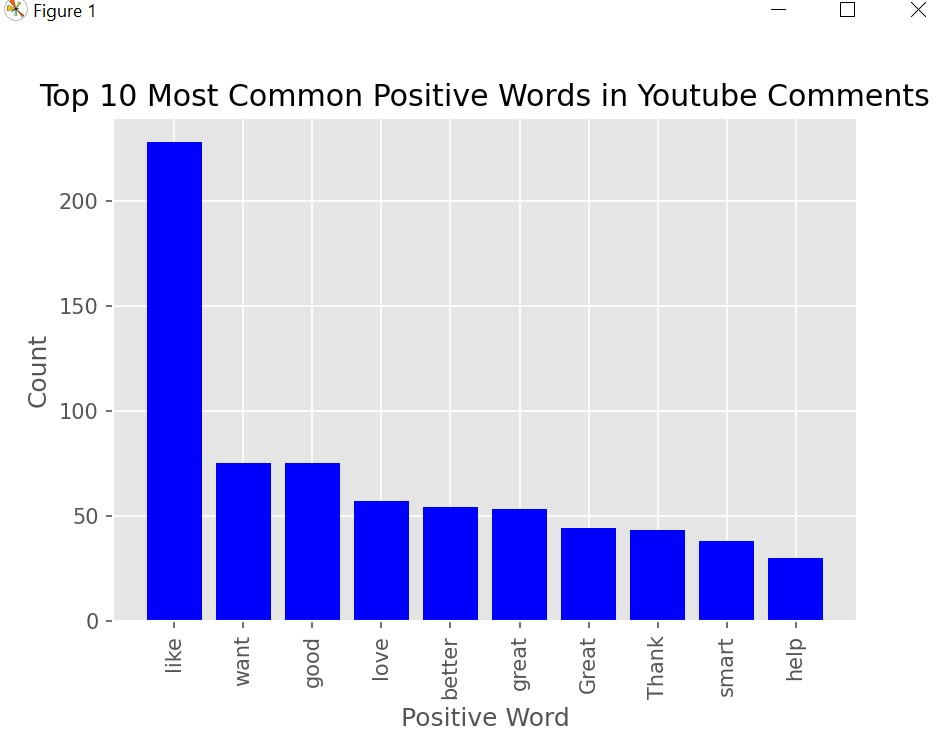 Figure 1
Top 10 Most Common Positive Words in Youtube Comments
200
150
100
50
0
Count
like
want
good
love
better
great
Great
Thank
smart
help
Positive Word